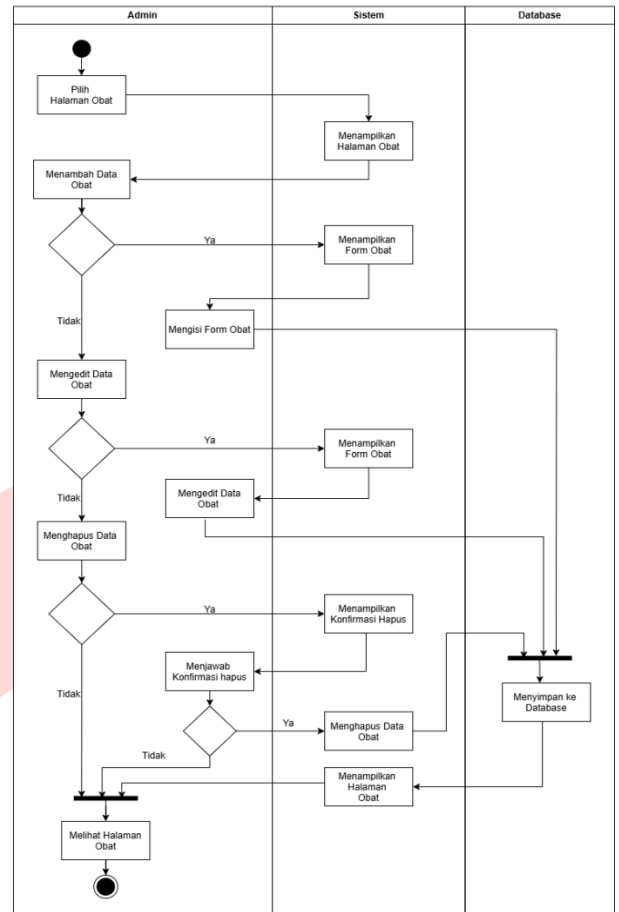 Admin
Sistem
Database
Pilih
Halaman Obat
Menampilkan
Halaman Obat
Menambah Data
Obat
Ya
Menampilkan
Form Obat
Tidak
Mengisi Form Obat
Mengedit Data
Obat
Ya
Menampilkan
Form Obat
Tidak
Mengedit Data
Obat
Menghapus Data
Obat
Ya
Menampilkan
Konfirmasi Hapus
Menjawab
Konfirmasi hapus
Tidak
Menyimpan ke
Database
Ya
Menghapus Data
Obat
Tidak
Menampilkan
Halaman
Obat
Melihat Halaman
Obat